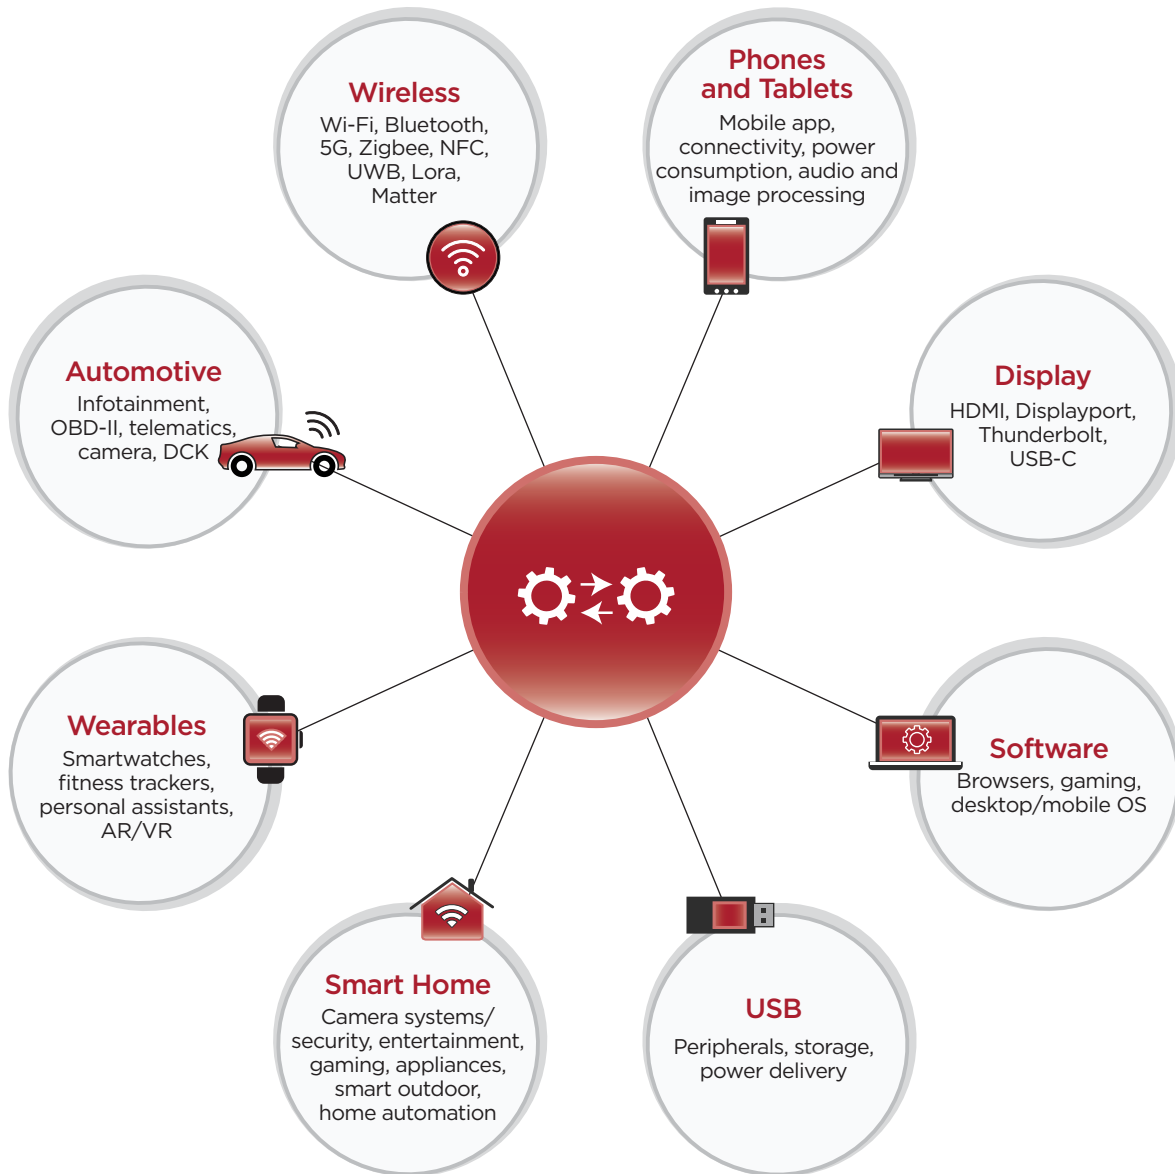 Wireless
Wi-Fi, Bluetooth,
5G, Zigbee, NFC,
UWB, Lora,
Matter
Phones
and Tablets
Mobile app,
connectivity, power
consumption, audio and
image processing
Automotive
Infotainment,
OBD-II, telematics,
camera, DCK
Display
HDMI, Displayport,
Thunderbolt,
USB-C
Wearables
Smartwatches,
fitness trackers,
personal assistants,
AR/VR
Software
Browsers, gaming,
desktop/mobile OS
Smart Home
Camera systems/
security, entertainment,
gaming, appliances,
smart outdoor,
home automation
USB
Peripherals, storage,
power delivery